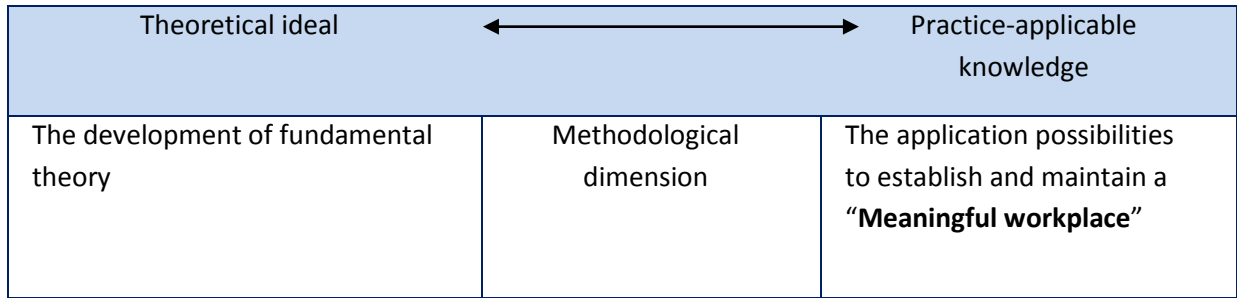 Theoretical ideal
Practice-applicable
knowledge
The development of fundamental
theory
Methodological
dimension
The application possibilities
to establish and maintain a
“Meaningful workplace”